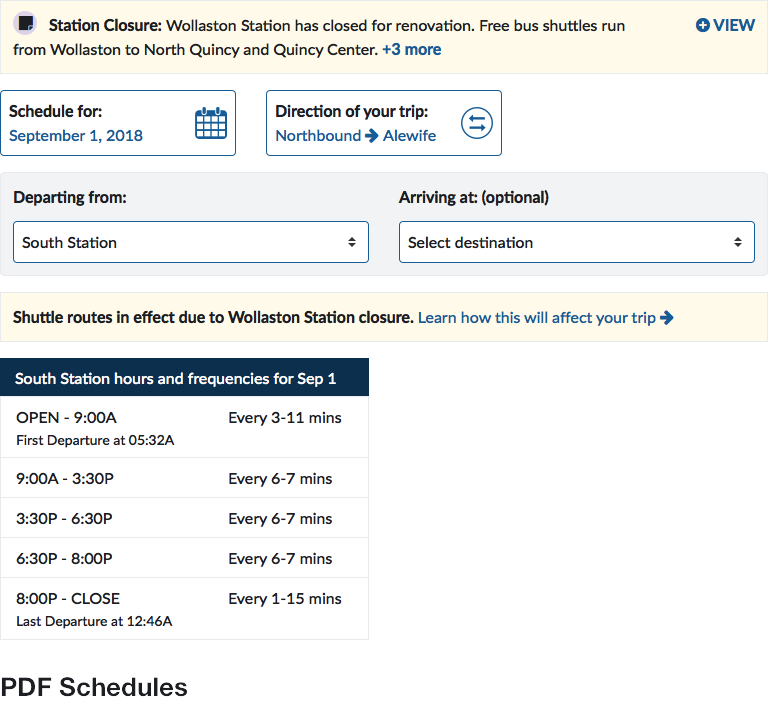 Station Closure: Wollaston Station has closed for renovation. Free bus shuttles run
from Wollaston to North Quincy and Quincy Center. +3 more
VIEW
Schedule for:
September 1, 2018
Direction of your trip:
Northbound Alewife
Departing from:
South Station
Arriving at: (optional)
Select destination
Shuttle routes in effect due to Wollaston Station closure. Learn how this will affect your trip
South Station hours and frequencies for Sep 1
OPEN - 9:00A Every 3-11 mins
First Departure at 05:32A
9:00A - 3:30P Every 6-7 mins
3:30P - 6:30P Every 6-7 mins
6:30P - 8:00P Every 6-7 mins
8:00P - CLOSE Every 1-15 mins
Last Departure at 12:46A
PDF Schedules